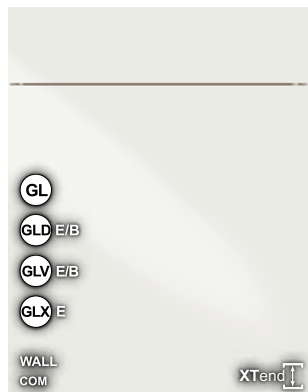 GL
GLD E/B
GLV E/B
GLX E
WALL
COM
XTend